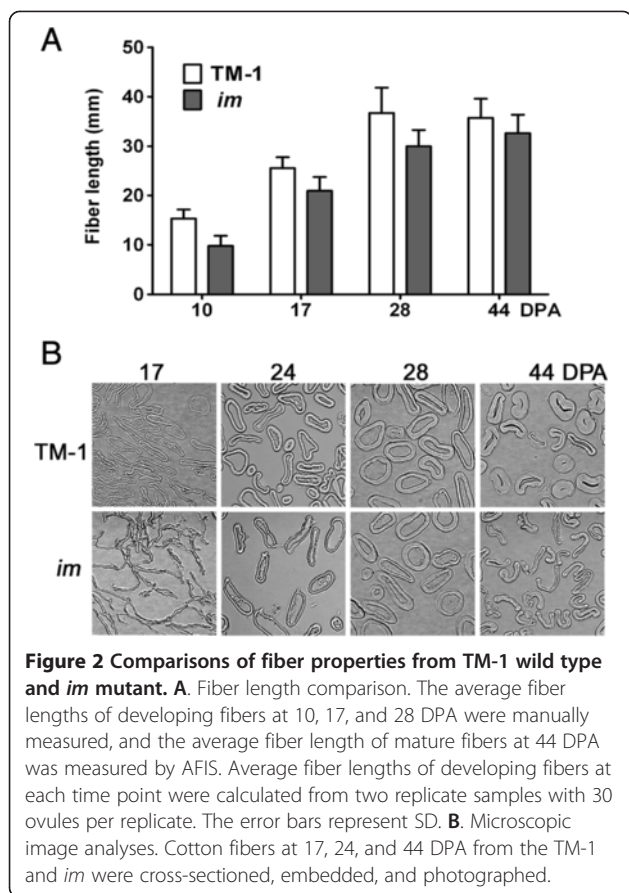 A
50
40
30
20
10
0
Fiber length (mm)
TM-1
im
10 17 28 44 DPA
B
17 24 28 44 DPA
TM-1
im
Figure 2 Comparisons of fiber properties from TM-1 wild type
and im mutant. A. Fiber length comparison. The average fiber
lengths of developing fibers at 10, 17, and 28 DPA were manually
measured, and the average fiber length of mature fibers at 44 DPA
was measured by AFIS. Average fiber lengths of developing fibers at
each time point were calculated from two replicate samples with 30
ovules per replicate. The error bars represent SD. B. Microscopic
image analyses. Cotton fibers at 17, 24, and 44 DPA from the TM-1
and im were cross-sectioned, embedded, and photographed.